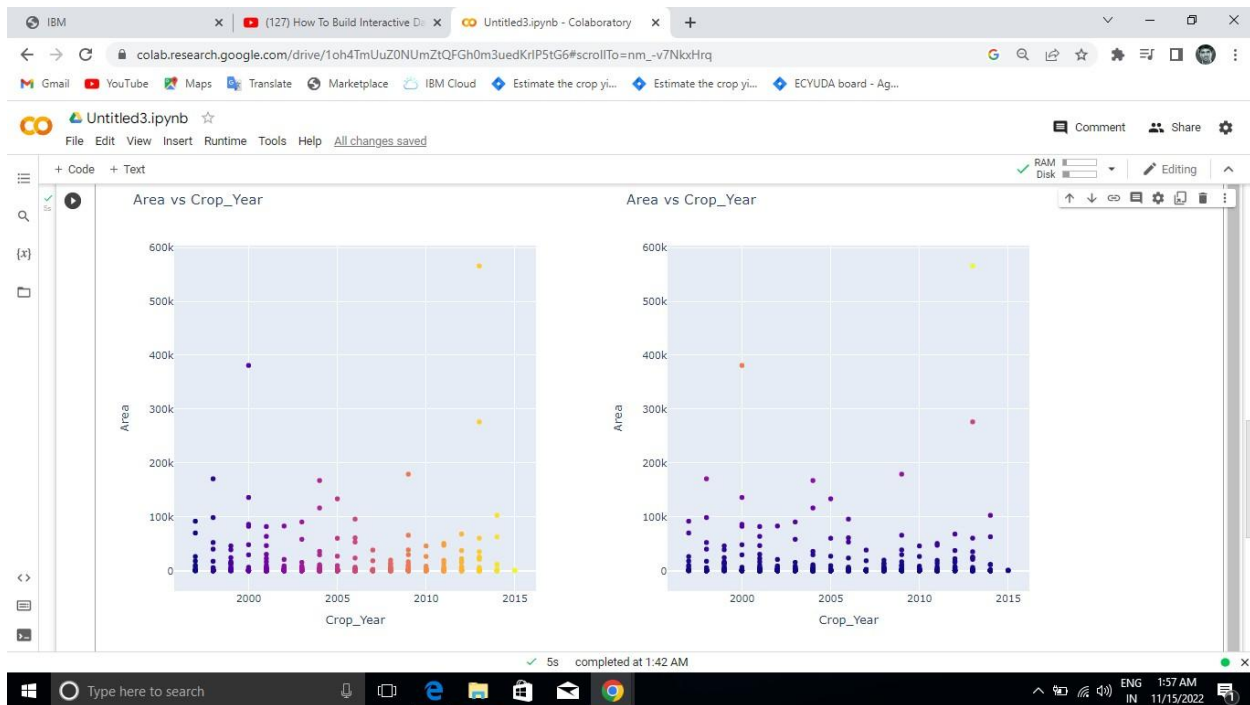 IBM
(127) How To Build Interactive Da
Untitled3.ipynb - Colaboratory
colab.research.google.com/drive/1oh4TmUuZ0NUmZtQFGh0m3uedKrIP5tG6#scrollTo=nm_-v7NkxHrq
Gmail YouTube Maps Translate Marketplace IBM Cloud Estimate the crop yi... Estimate the crop yi... ECYUDA board - Ag...
Untitled3.ipynb
File Edit View Insert Runtime Tools Help All changes saved
Comment Share
+ Code + Text
RAM
Disk
Editing
5s
{x}
Area vs Crop_Year
600k
500k
400k
300k
200k
100k
0
Area
2000 2005 2010 2015
Crop_Year
Area vs Crop_Year
600k
500k
400k
300k
200k
100k
0
Area
2000 2005 2010 2015
Crop_Year
5s completed at 1:42 AM
Type here to search
ENG
IN
1:57 AM
11/15/2022
1